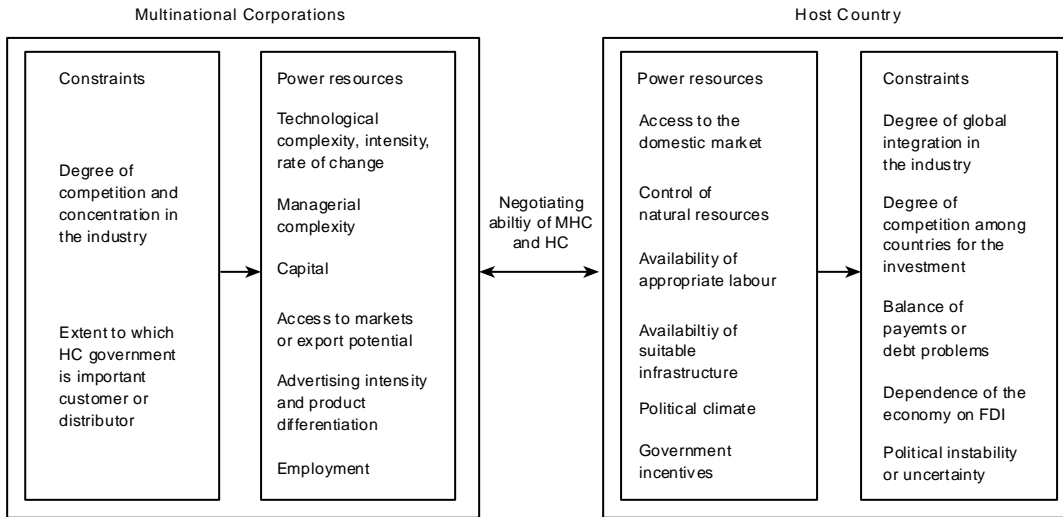 Multinational Corporations
Constraints
Degree of
competition and
concentration in
the industry
Extent to which
HC government
is important
customer or
distributor
Power resources
Technological
complexity, intensity,
rate of change
Managerial
complexity
Capital
Access to markets
or export potential
Advertising intensity
and product
differentiation
Employment
Negotiating
abiltiy of MHC
and HC
Host Country
Power resources
Access to the
domestic market
Control of
natural resources
Availability of
appropriate labour
Availabiltiy of
suitable
infrastructure
Political climate
Government
incentives
Constraints
Degree of global
integration in
the industry
Degree of
competition among
countries for the
investment
Balance of
payemts or
debt problems
Dependence of the
economy on FDI
Political instability
or uncertainty